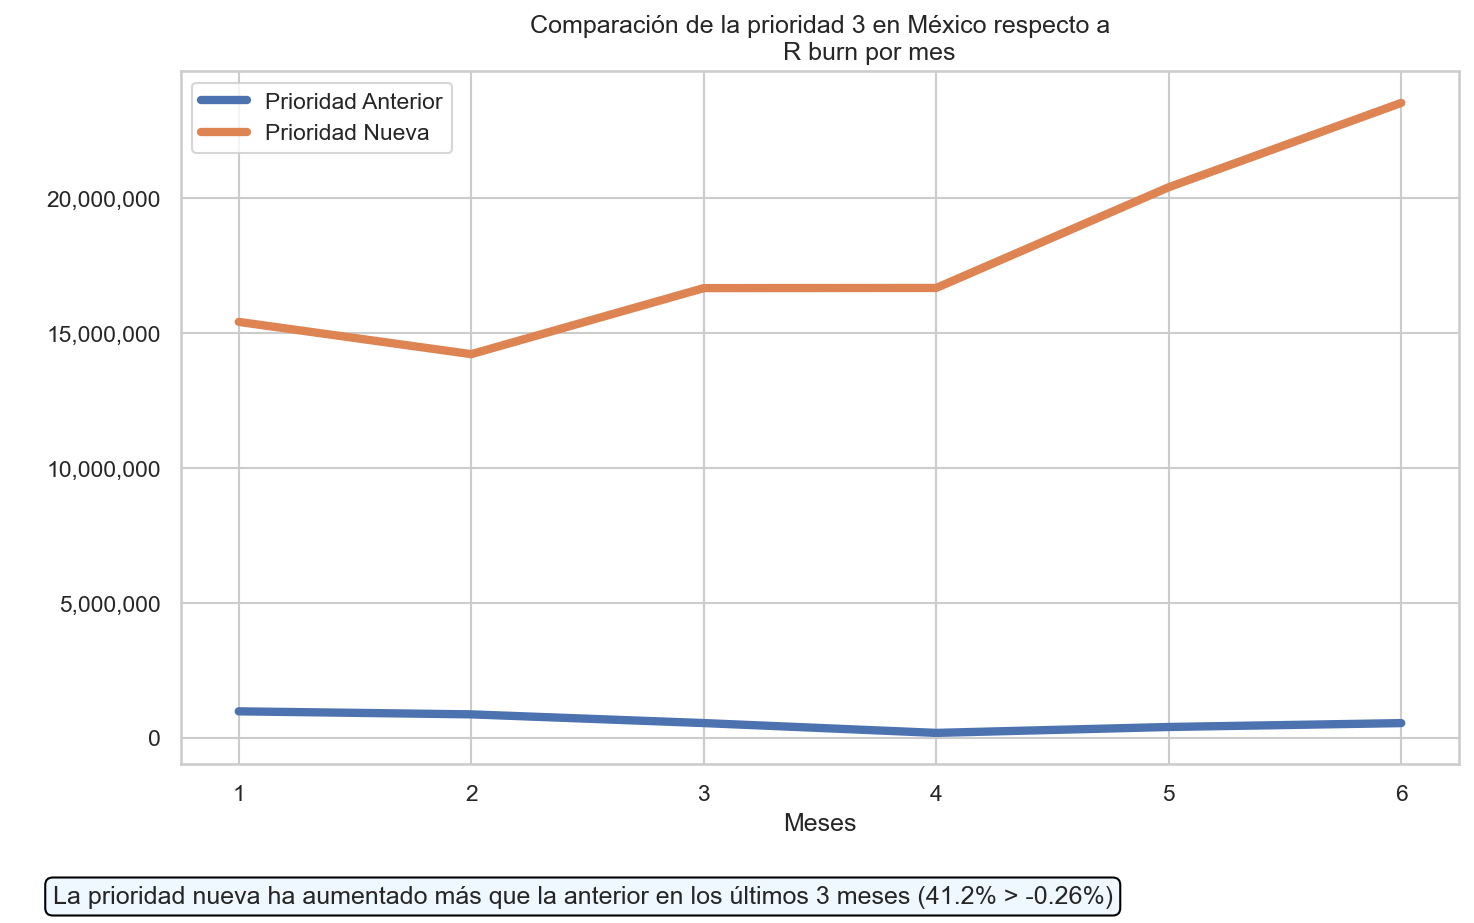 Comparación de la prioridad 3 en México respecto a
R burn por mes
Prioridad Anterior
Prioridad Nueva
20,000,000
15,000,000
10,000,000
5,000,000
0
1 2 3 4 5 6
Meses
La prioridad nueva ha aumentado más que la anterior en los últimos 3 meses (41.2% > -0.26%)